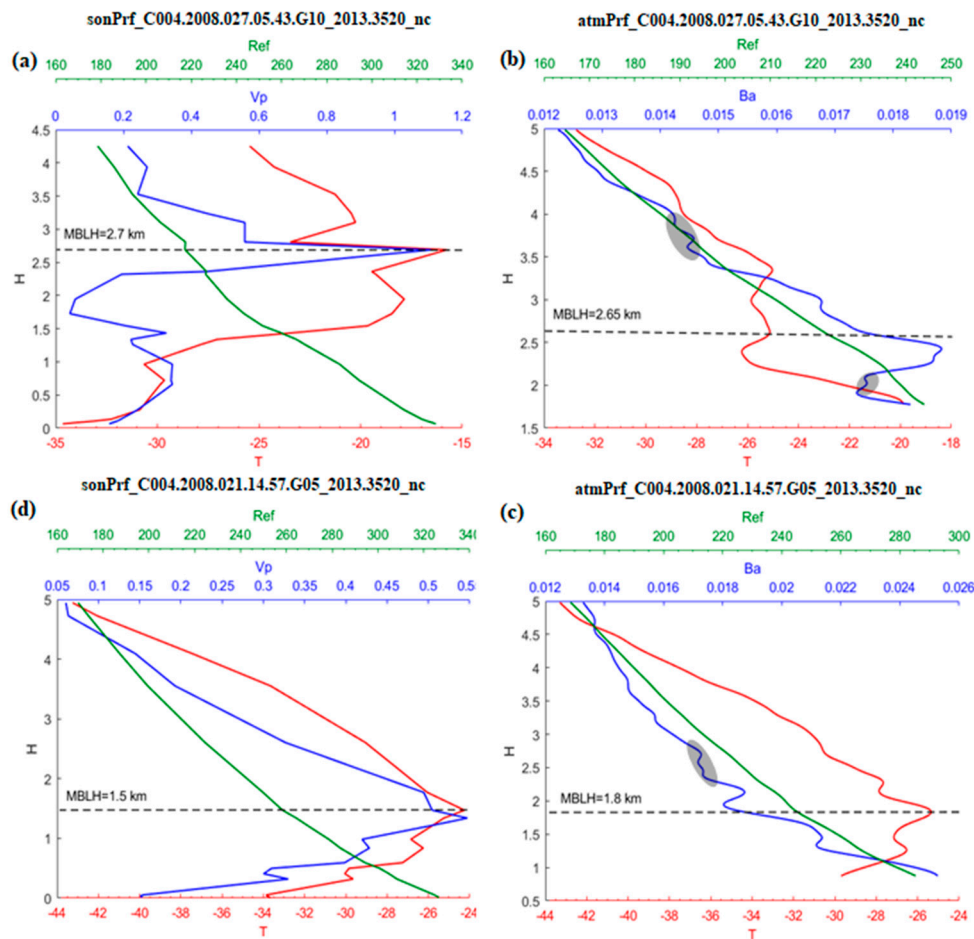 sonPrf_C004.2008.027.05.43.G10_2013.3520_nc
(a)
Ref
160 180 200 220 240 260 280 300 320 340
Vp
0 0.2 0.4 0.6 0.8 1 1.2
4.5
4
3.5
3
MBLH=2.7 km
2.5
H
2
1.5
1
0.5
0
-35 -30 -25 -20 -15
T
atmPrf_C004.2008.027.05.43.G10_2013.3520_nc
(b)
Ref
160 170 180 190 200 210 220 230 240 250
Ba
0.012 0.013 0.014 0.015 0.016 0.017 0.018 0.019
5
4.5
4
3.5
H
3
MBLH=2.65 km
2.5
2
1.5
-34 -32 -30 -28 -26 -24 -22 -20 -18
T
sonPrf_C004.2008.021.14.57.G05_2013.3520_nc
(d)
Ref
160 180 200 220 240 260 280 300 320 340
Vp
0.05 0.1 0.15 0.2 0.25 0.3 0.35 0.4 0.45 0.5 0.55
5
4
3
H
2
MBLH=1.5 km
1
0
-44 -42 -40 -38 -36 -34 -32 -30 -28 -26 -24
T
atmPrf_C004.2008.021.14.57.G05_2013.3520_nc
(c)
Ref
160 180 200 220 240 260 280 300
Ba
0.012 0.014 0.016 0.018 0.02 0.022 0.024 0.026
5
4.5
4
3.5
3
H
2.5
2
MBLH=1.8 km
1.5
1
0.5
-44 -42 -40 -38 -36 -34 -32 -30 -28 -26 -24
T